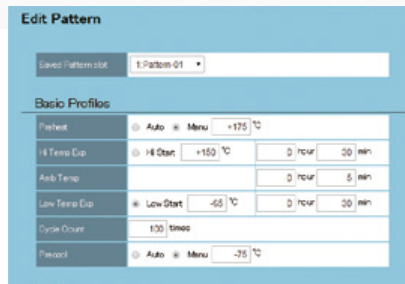 Edit Pattern
Saved Pattern slot 1:Pattern-01
Basic Profiles
Preheat Auto Menu +175 °C
Hi Temp Exp Hi Start +150 °C 0 hour 30 min
Amb Temp 0 hour 5 min
Low Temp Exp Low Start -65 °C 0 hour 30 min
Cycle Count 100 times
Precool Auto Menu -75 °C